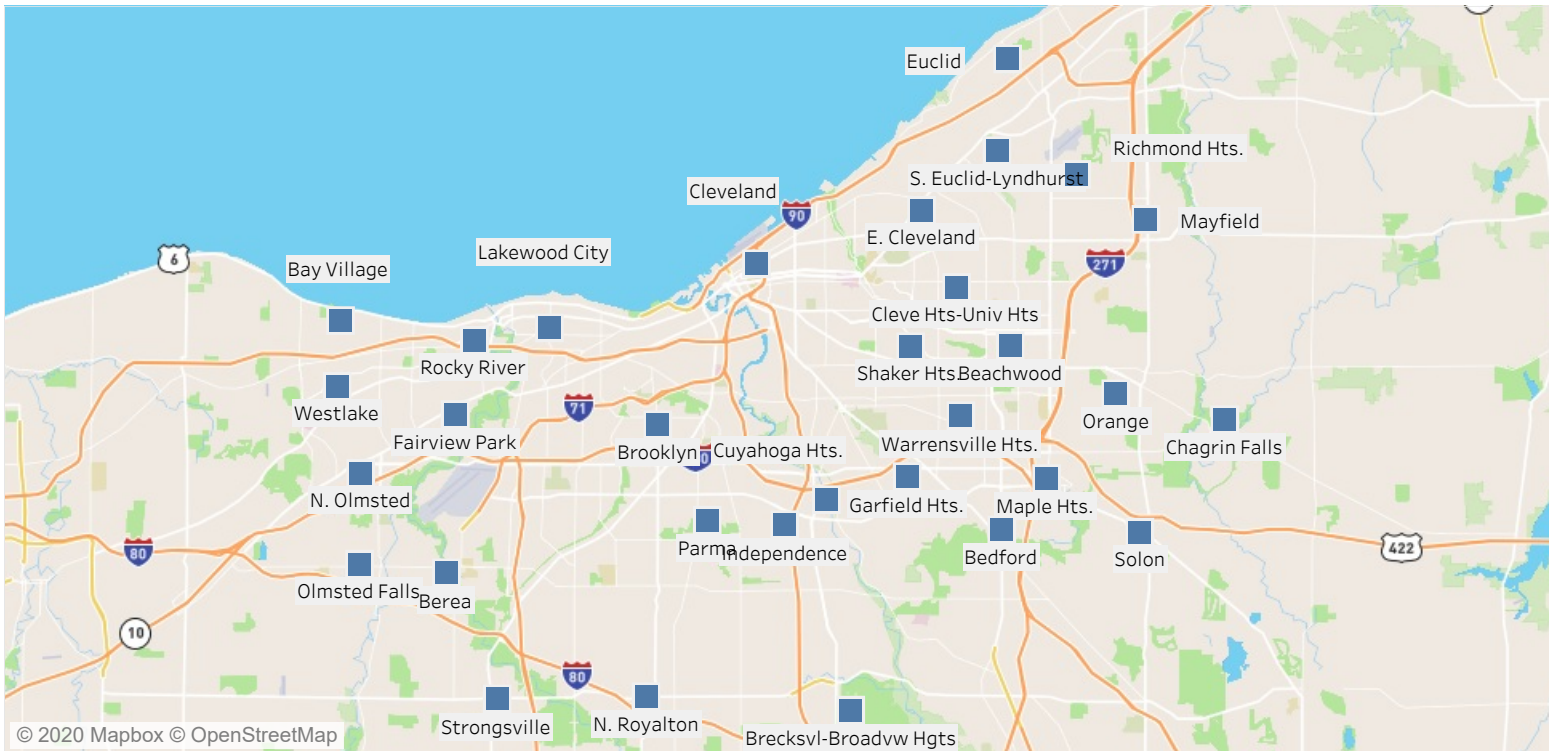 Euclid
Richmond Hts.
S. Euclid-Lyndhurst
Cleveland
90
Mayfield
E. Cleveland
Lakewood City
6
Bay Village
271
Cleve Hts-Univ Hts
Rocky River
Shaker Hts.
Beachwood
Westlake
71
Orange
Fairview Park
Warrensville Hts.
Chagrin Falls
Brooklyn
Cuyahoga Hts.
N. Olmsted
Garfield Hts.
Maple Hts.
80
Parma
Independence
Bedford
Solon
422
Olmsted Falls
Berea
10
80
Strongsville
N. Royalton
Brecksvl-Broadvw Hgts
© 2020 Mapbox © OpenStreetMap